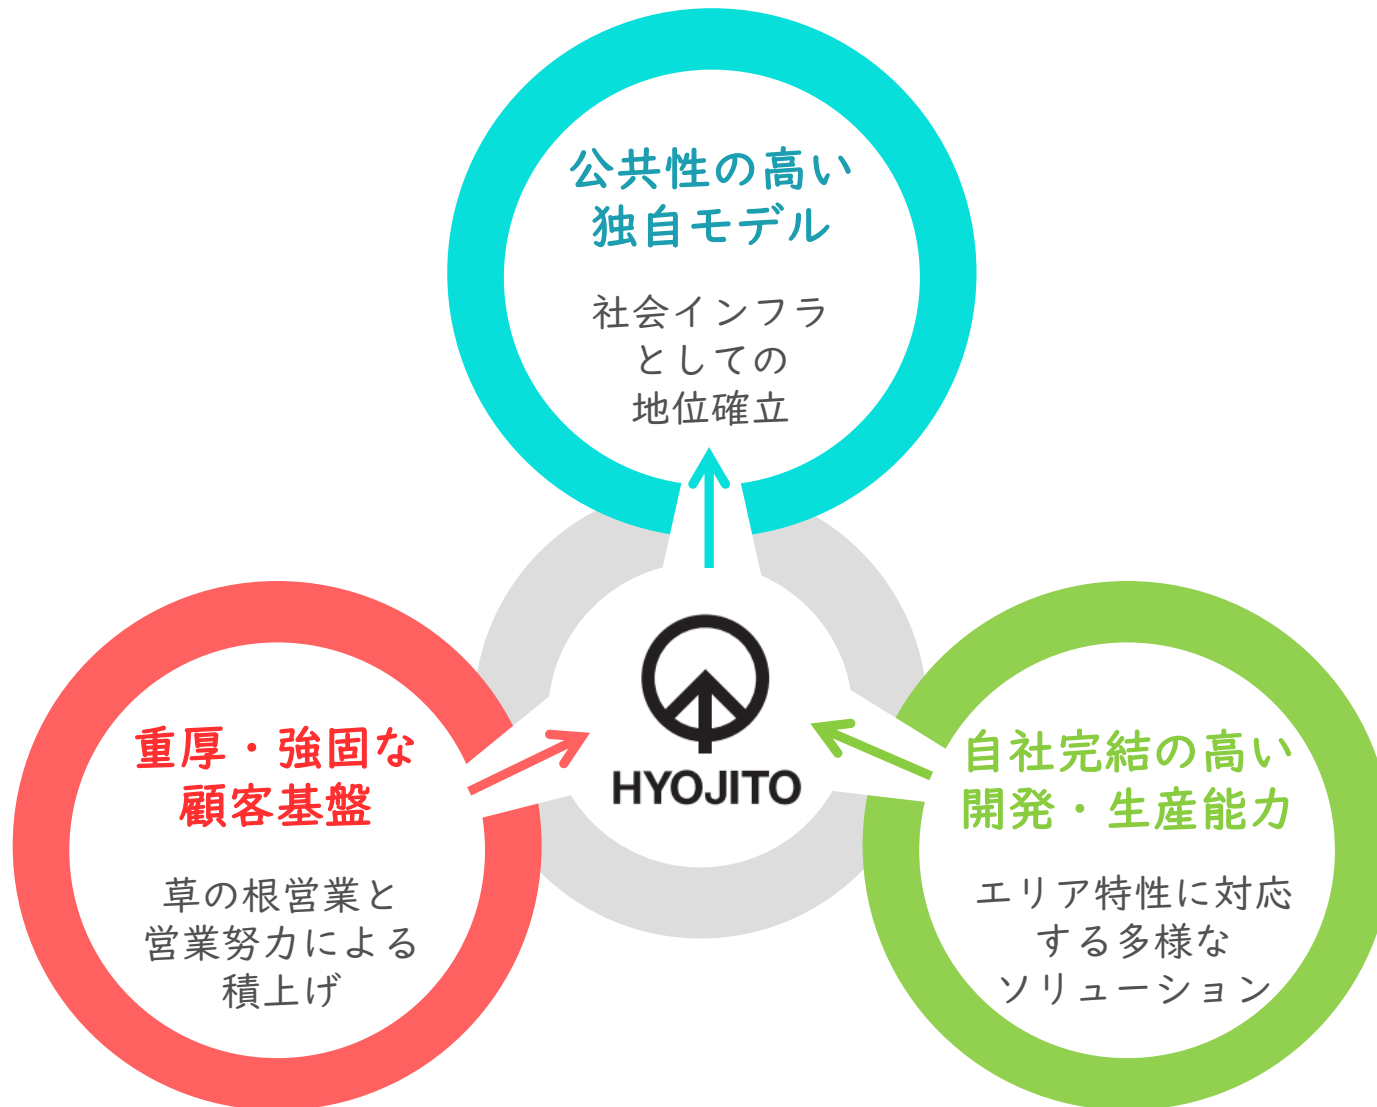 公共性の高い
独自モデル
社会インフラ
としての
地位確立
HYOJITO
重厚・強固な
顧客基盤
草の根営業と
営業努力による
積上げ
自社完結の高い
開発・生産能力
エリア特性に対応
する多様な
ソリューション